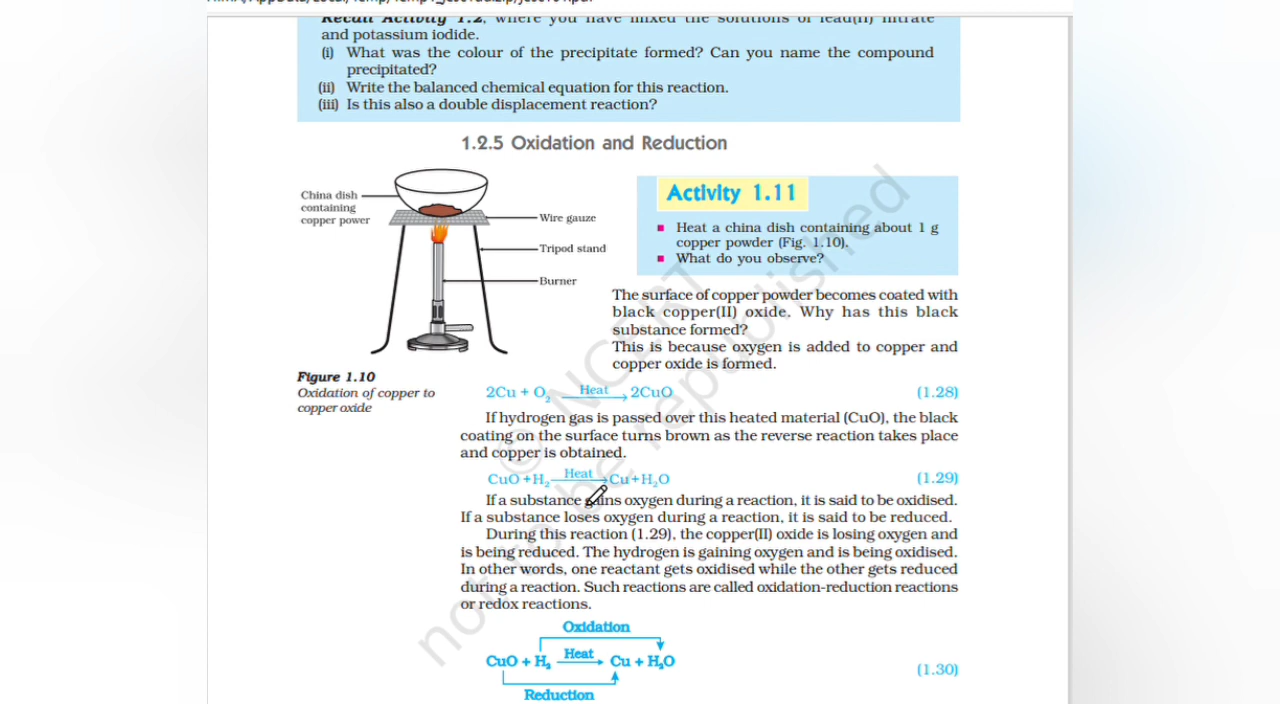 Recall Activity 1.2, where you have mixed the solutions of lead(II) nitrate
and potassium iodide.
(i) What was the colour of the precipitate formed? Can you name the compound
precipitated?
(ii) Write the balanced chemical equation for this reaction.
(iii) Is this also a double displacement reaction?
1.2.5 Oxidation and Reduction
China dish
containing
copper power
Wire gauze
Tripod stand
Burner
Figure 1.10
Oxidation of copper to
copper oxide
Activity 1.11
Heat a china dish containing about 1 g
copper powder (Fig. 1.10).
What do you observe?
The surface of copper powder becomes coated with
black copper(II) oxide. Why has this black
substance formed?
This is because oxygen is added to copper and
copper oxide is formed.
2Cu + O₂ Heat → 2CuO (1.28)
If hydrogen gas is passed over this heated material (CuO), the black
coating on the surface turns brown as the reverse reaction takes place
and copper is obtained.
CuO + H₂ Heat → Cu + H₂O (1.29)
If a substance gains oxygen during a reaction, it is said to be oxidised.
If a substance loses oxygen during a reaction, it is said to be reduced.
During this reaction (1.29), the copper(II) oxide is losing oxygen and
is being reduced. The hydrogen is gaining oxygen and is being oxidised.
In other words, one reactant gets oxidised while the other gets reduced
during a reaction. Such reactions are called oxidation-reduction reactions
or redox reactions.
Oxidation
CuO + H₂ Heat → Cu + H₂O (1.30)
Reduction
© NCERT
not to be republished